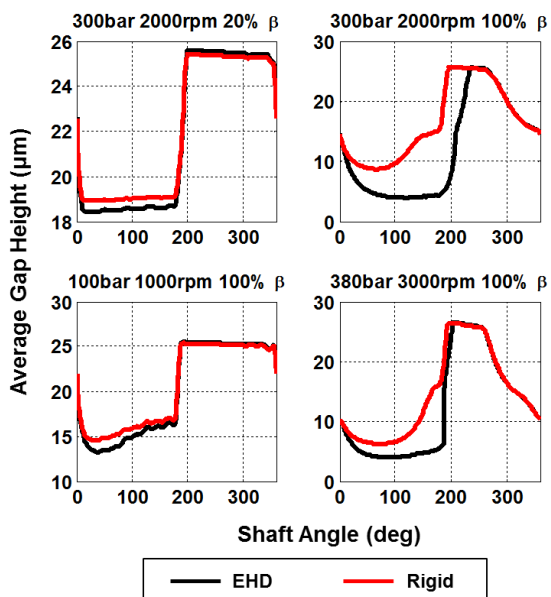 300bar 2000rpm 20% β
26
24
22
20
18
0 100 200 300
300bar 2000rpm 100% β
30
20
10
0
0 100 200 300
100bar 1000rpm 100% β
30
25
20
15
10
0 100 200 300
380bar 3000rpm 100% β
30
20
10
0
0 100 200 300
Average Gap Height (μm)
Shaft Angle (deg)
EHD
Rigid